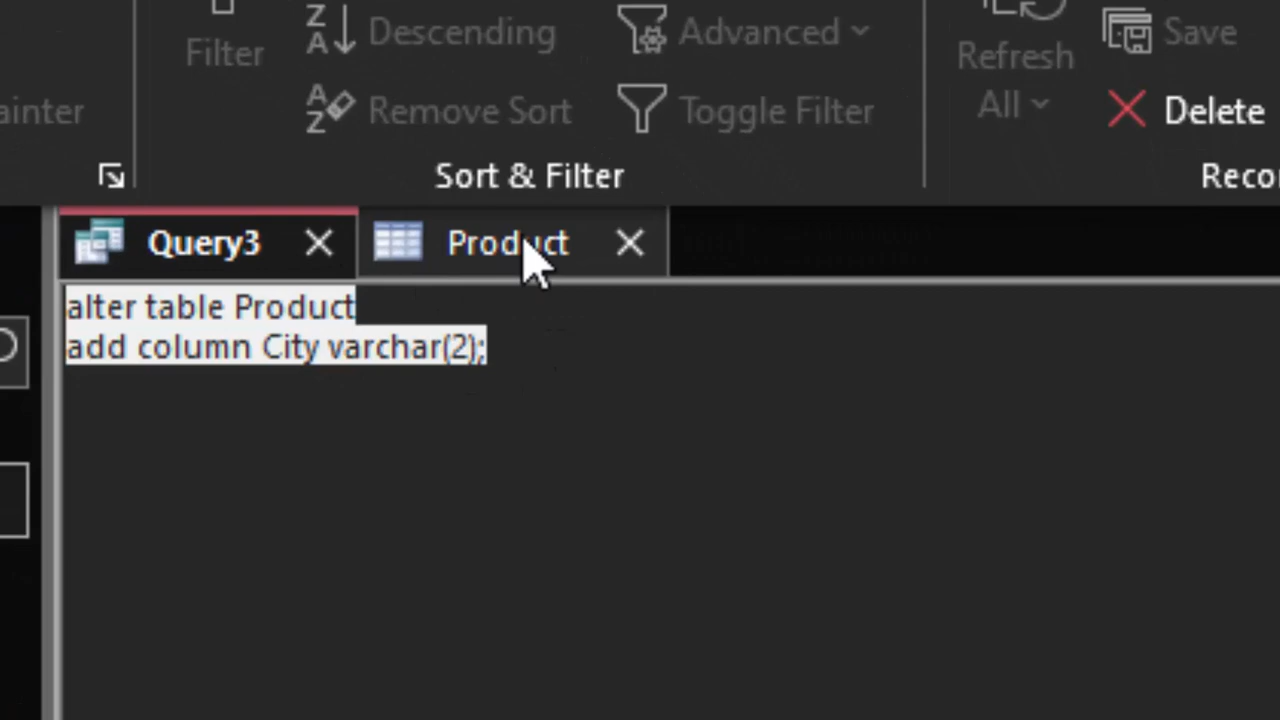 Filter
Descending
Advanced
Refresh
All
Save
ainter
Remove Sort
Toggle Filter
Delete
Sort & Filter
Reco
Query3
Product
alter table Product
add column City varchar(2);